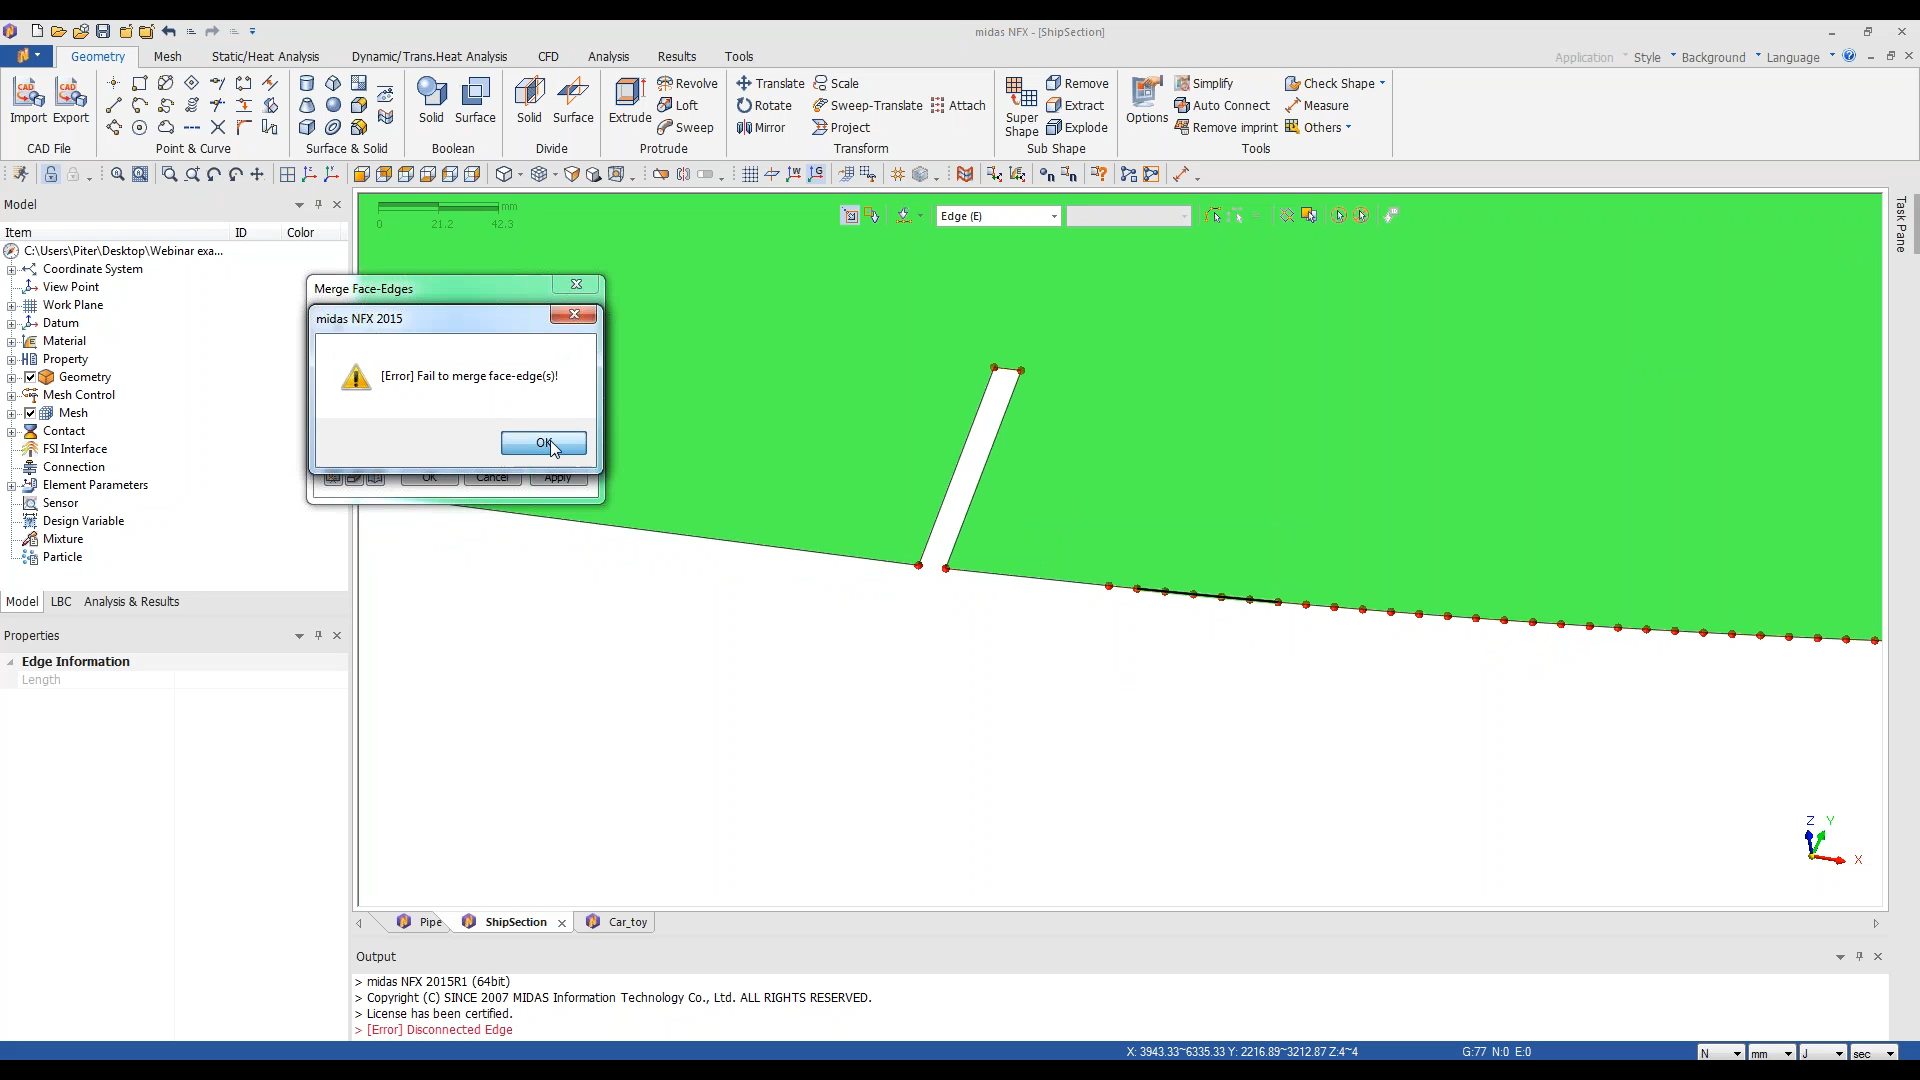 midas NFX - [ShipSection]
Geometry Mesh Static/Heat Analysis Dynamic/Trans.Heat Analysis CFD Analysis Results Tools
Application Style Background Language
Import Export
CAD File
Point & Curve
Surface & Solid
Solid Surface
Boolean
Solid Surface
Divide
Extrude Revolve Loft Sweep
Protrude
Translate Scale
Rotate Sweep-Translate Attach
Mirror Project
Transform
Super Shape
Remove
Extract
Explode
Sub Shape
Options
Simplify Check Shape
Auto Connect Measure
Remove imprint Others
Tools
Model
Item ID Color
C:\Users\Piter\Desktop\Webinar exa...
Coordinate System
View Point
Work Plane
Datum
Material
Property
Geometry
Mesh Control
Mesh
Contact
FSI Interface
Connection
Element Parameters
Sensor
Design Variable
Mixture
Particle
Model LBC Analysis & Results
Properties
Edge Information
Length
mm
0 21.2 42.3
Edge (E)
Task Pane
Merge Face-Edges
midas NFX 2015
[Error] Fail to merge face-edge(s)!
OK
OK Cancel Apply
Z Y
X
Pipe ShipSection Car_toy
Output
> midas NFX 2015R1 (64bit)
> Copyright (C) SINCE 2007 MIDAS Information Technology Co., Ltd. ALL RIGHTS RESERVED.
> License has been certified.
> [Error] Disconnected Edge
X: 3943.33~6335.33 Y: 2216.89~3212.87 Z:4~4 G:77 N:0 E:0 N mm J sec